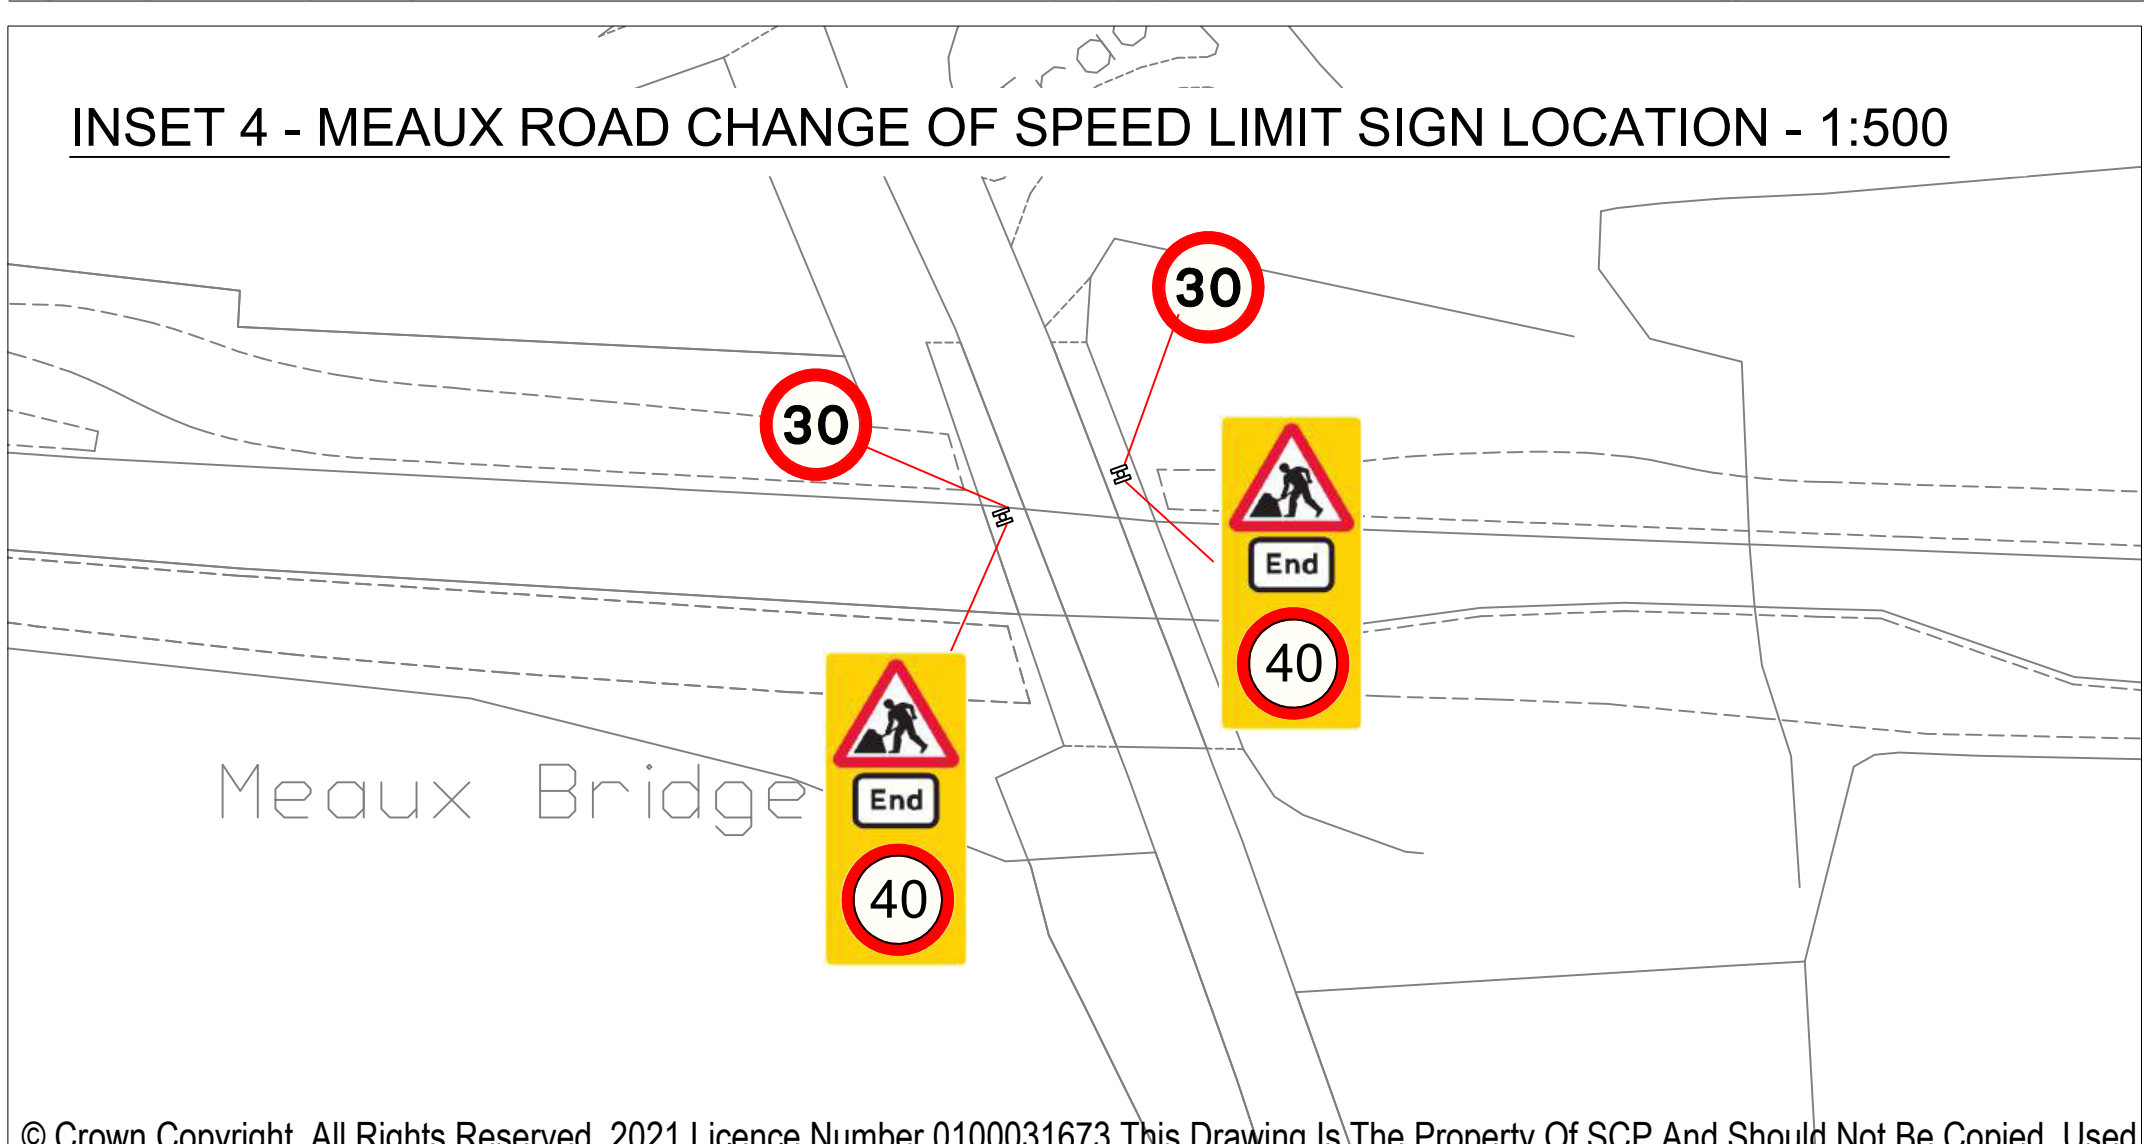 INSET 4 - MEAUX ROAD CHANGE OF SPEED LIMIT SIGN LOCATION - 1:500
30
30
End
40
Meaux Bridge
End
40
© Crown Copyright. All Rights Reserved. 2021 Licence Number 0100031673 This Drawing Is The Property Of SCP And Should Not Be Copied, Used